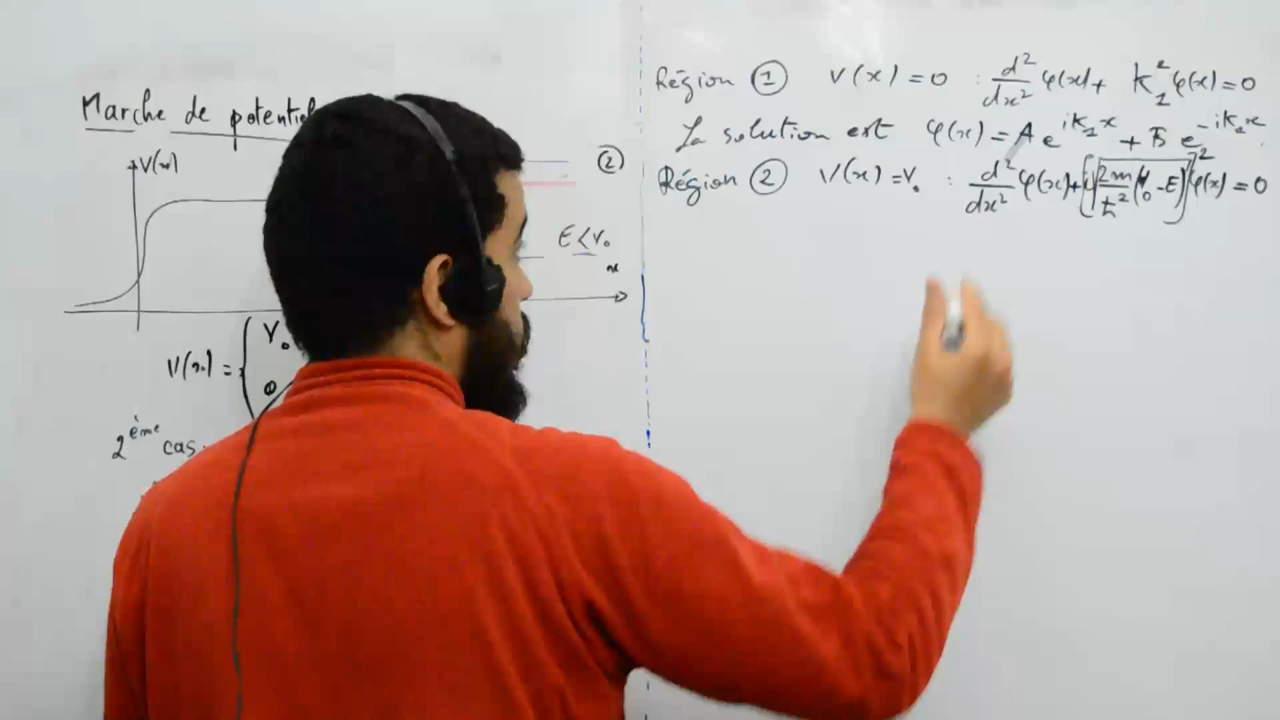 Marche de potentiel
V(x)
②
E < V₀
x
V(x) = { V₀
0
2ème cas
Région ① V(x) = 0 : d²/dx² φ(x) + k₁² φ(x) = 0
La solution est φ(x) = A e^{ik₁x} + B e^{-ik₁x}.
Région ② V(x) = V₀ : d²/dx² φ(x) + [i√(2m/ħ² (V₀ - E))]² φ(x) = 0